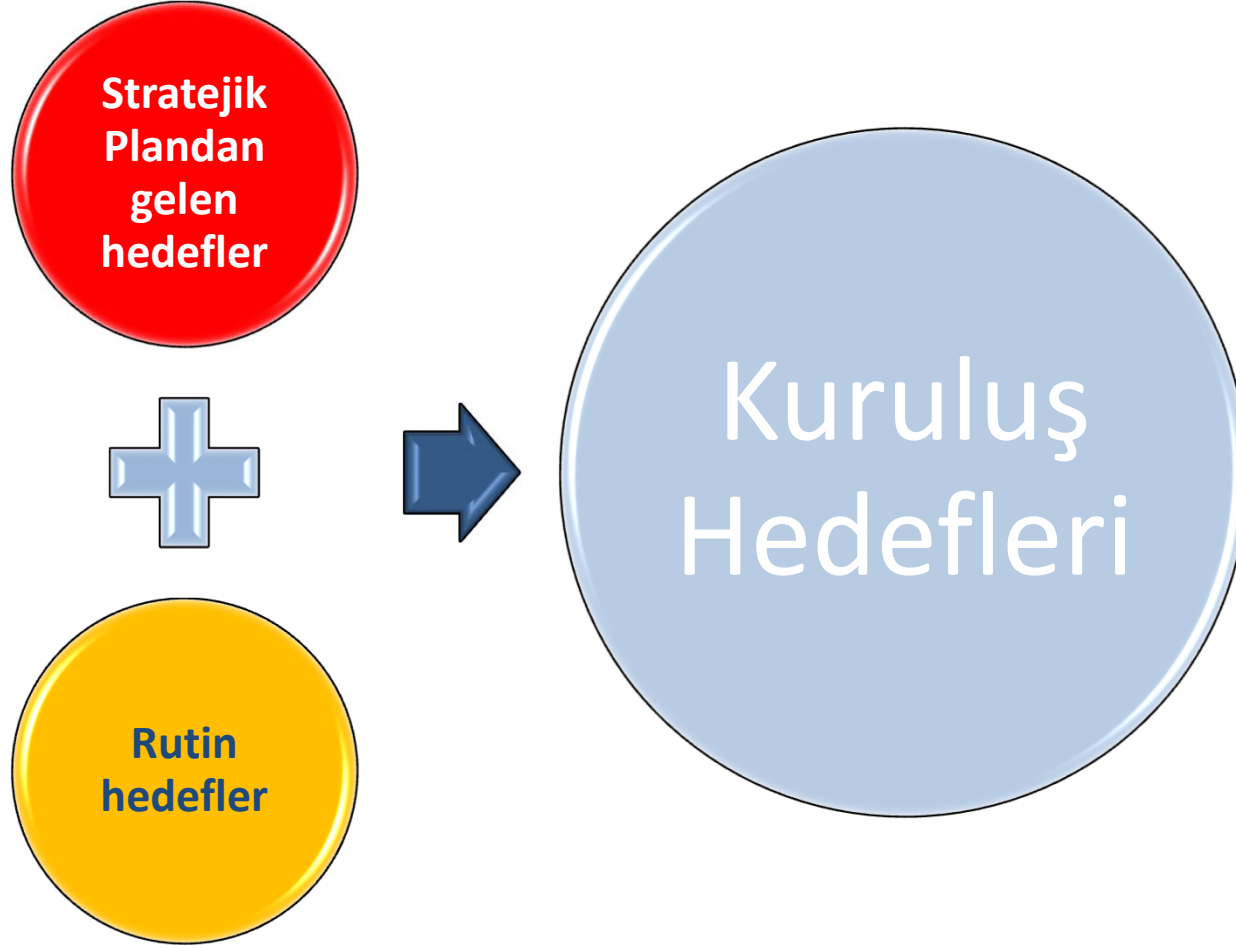 Stratejik
Plandan
gelen
hedefler
Rutin
hedefler
Kuruluş
Hedefleri